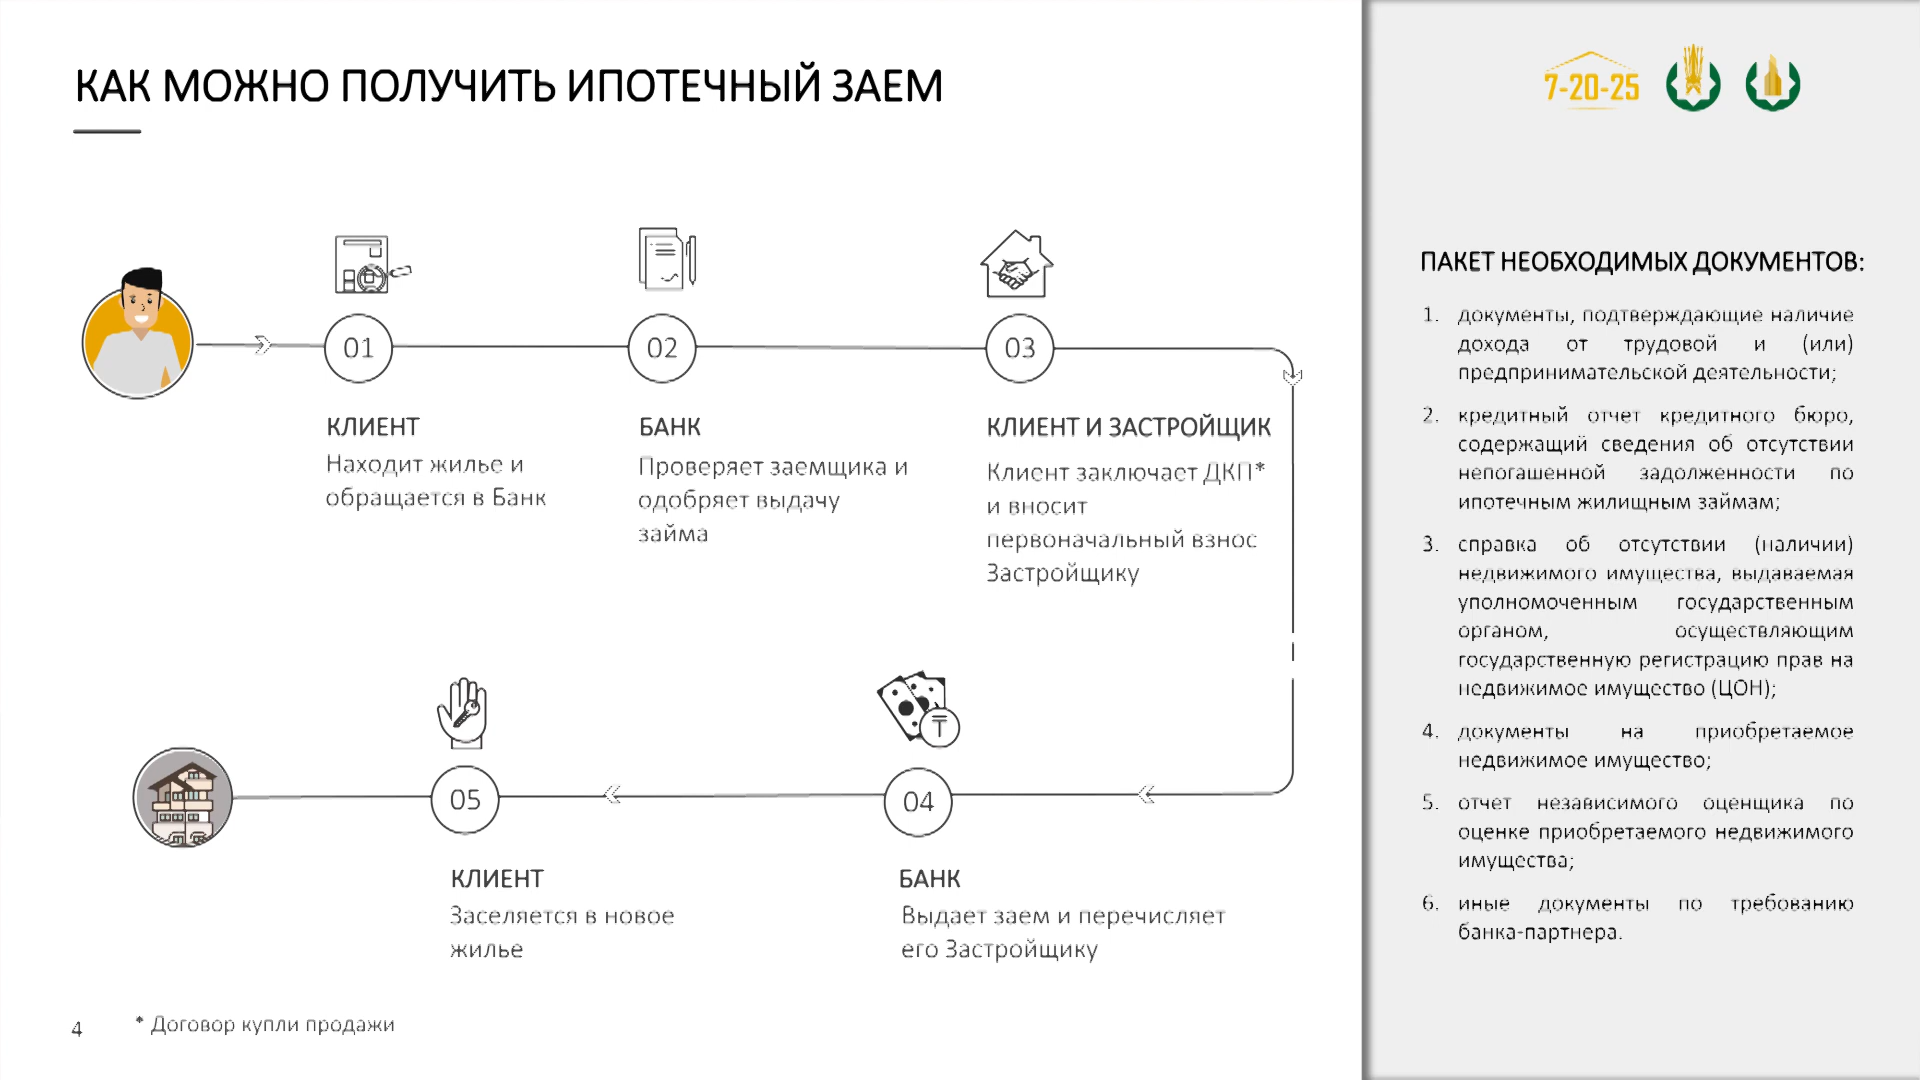 КАК МОЖНО ПОЛУЧИТЬ ИПОТЕЧНЫЙ ЗАЕМ
01
02
03
КЛИЕНТ
Находит жилье и
обращается в Банк
БАНК
Проверяет заемщика и
одобряет выдачу
займа
КЛИЕНТ И ЗАСТРОЙЩИК
Клиент заключает ДКП*
и вносит
первоначальный взнос
Застройщику
₸
05
04
КЛИЕНТ
Заселяется в новое
жилье
БАНК
Выдает заем и перечисляет
его Застройщику
4
* Договор купли продажи
7-20-25
ПАКЕТ НЕОБХОДИМЫХ ДОКУМЕНТОВ:
1. документы, подтверждающие наличие
дохода от трудовой и (или)
предпринимательской деятельности;
2. кредитный отчет кредитного бюро,
содержащий сведения об отсутствии
непогашенной задолженности по
ипотечным жилищным займам;
3. справка об отсутствии (наличии)
недвижимого имущества, выдаваемая
уполномоченным государственным
органом, осуществляющим
государственную регистрацию прав на
недвижимое имущество (ЦОН);
4. документы на приобретаемое
недвижимое имущество;
5. отчет независимого оценщика по
оценке приобретаемого недвижимого
имущества;
6. иные документы по требованию
банка-партнера.